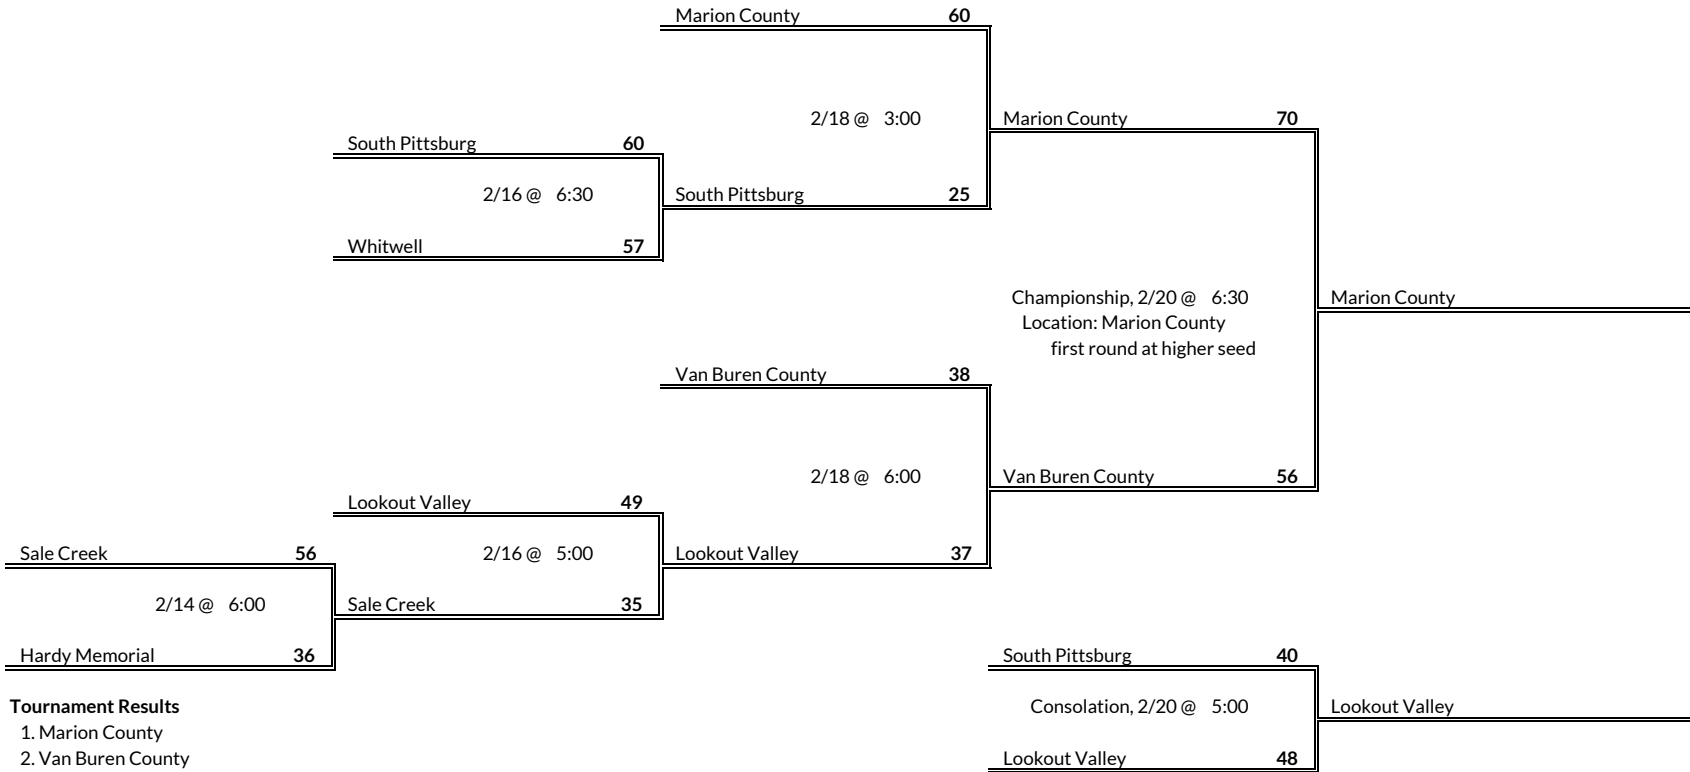 Marion County 60
2/18 @ 3:00
Marion County 70
South Pittsburg 60
2/16 @ 6:30
South Pittsburg 25
Whitwell 57
Championship, 2/20 @ 6:30
Marion County
Location: Marion County
first round at higher seed
Van Buren County 38
2/18 @ 6:00
Van Buren County 56
Lookout Valley 49
Sale Creek 56
2/16 @ 5:00
Lookout Valley 37
2/14 @ 6:00
Sale Creek 35
Hardy Memorial 36
South Pittsburg 40
Tournament Results
Consolation, 2/20 @ 5:00
Lookout Valley
1. Marion County
2. Van Buren County
Lookout Valley 48